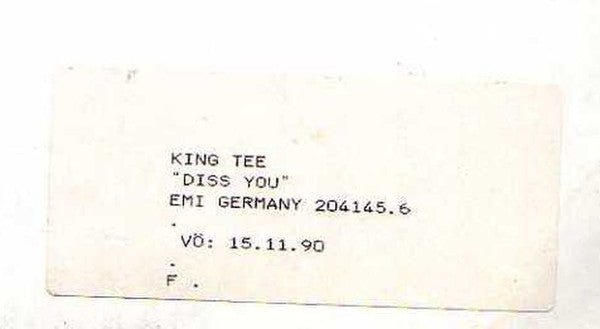 KING TEE
"DISS YOU"
EMI GERMANY 204145.6
.
VÖ: 15.11.90
.
F .